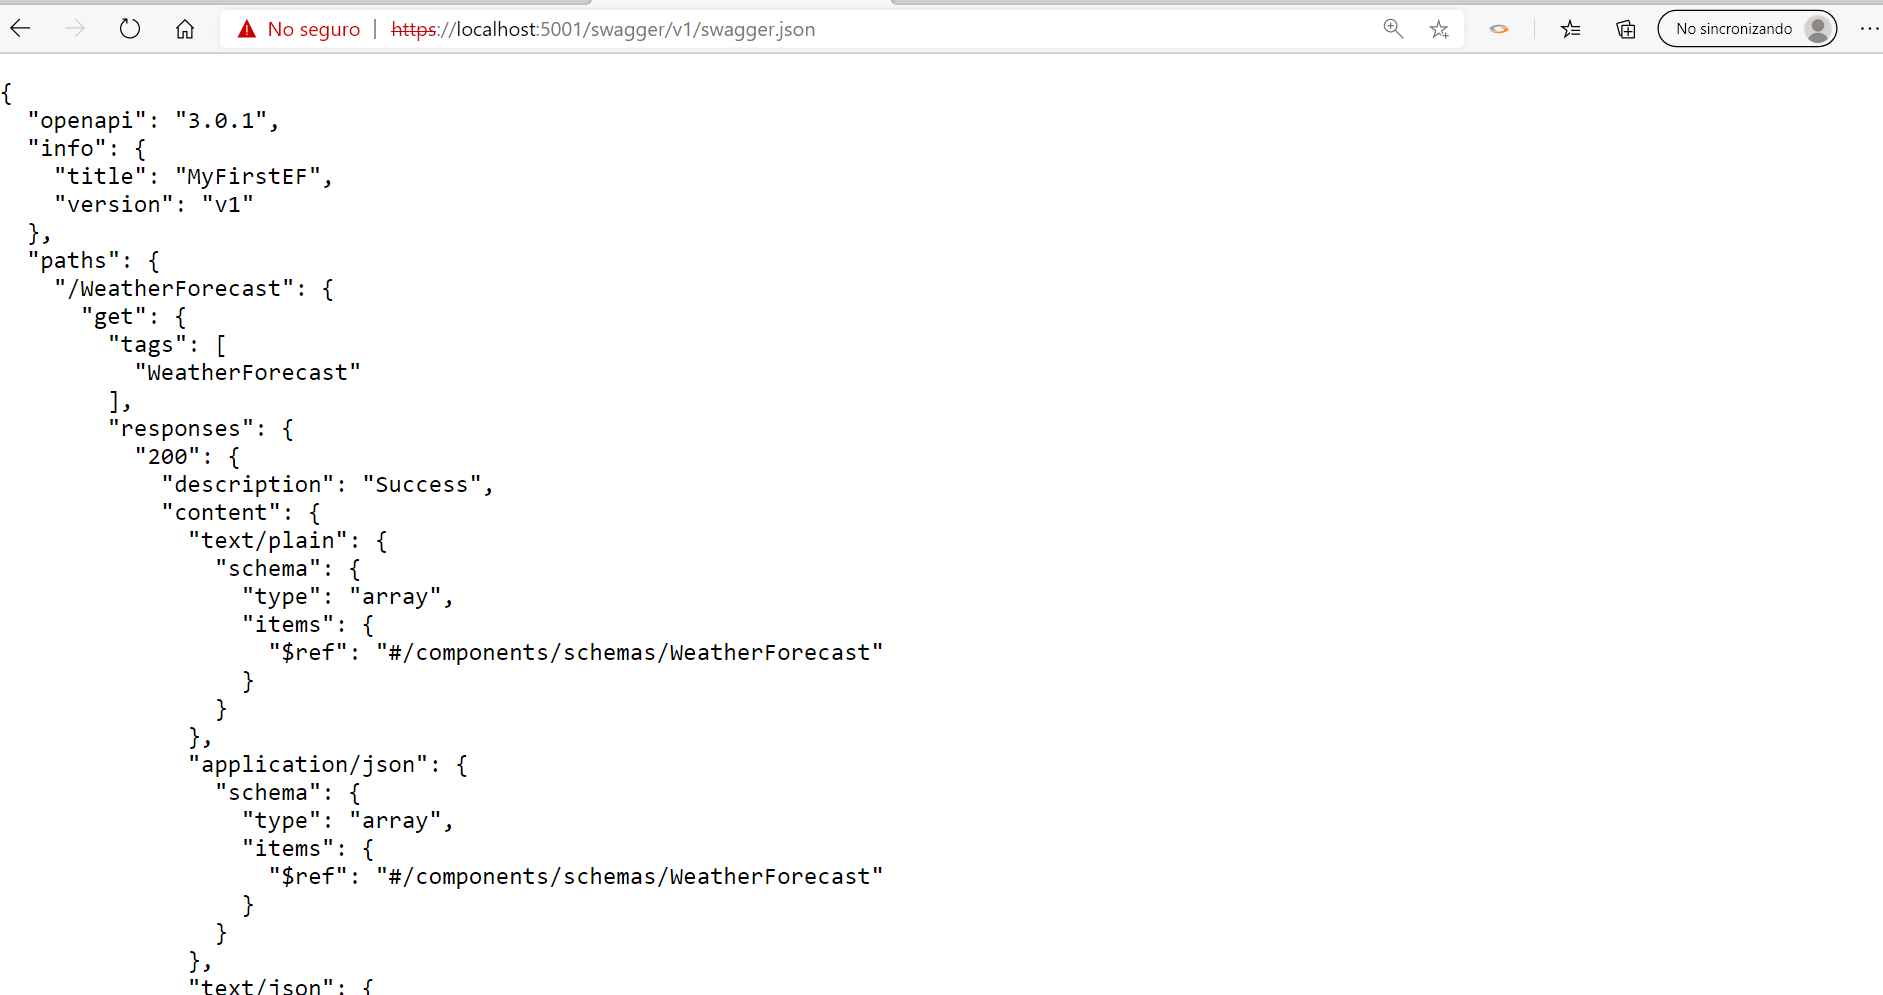 No seguro | https://localhost:5001/swagger/v1/swagger.json No sincronizando
{
  "openapi": "3.0.1",
  "info": {
    "title": "MyFirstEF",
    "version": "v1"
  },
  "paths": {
    "/WeatherForecast": {
      "get": {
        "tags": [
          "WeatherForecast"
        ],
        "responses": {
          "200": {
            "description": "Success",
            "content": {
              "text/plain": {
                "schema": {
                  "type": "array",
                  "items": {
                    "$ref": "#/components/schemas/WeatherForecast"
                  }
                }
              },
              "application/json": {
                "schema": {
                  "type": "array",
                  "items": {
                    "$ref": "#/components/schemas/WeatherForecast"
                  }
                }
              },
              "text/json": {